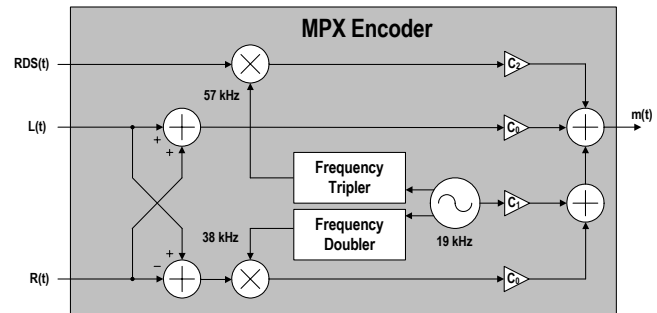 MPX Encoder
RDS(t)
C2
57 kHz
L(t)
+
+
C0
m(t)
Frequency
Tripler
C1
Frequency
Doubler
38 kHz
19 kHz
+
−
R(t)
C0